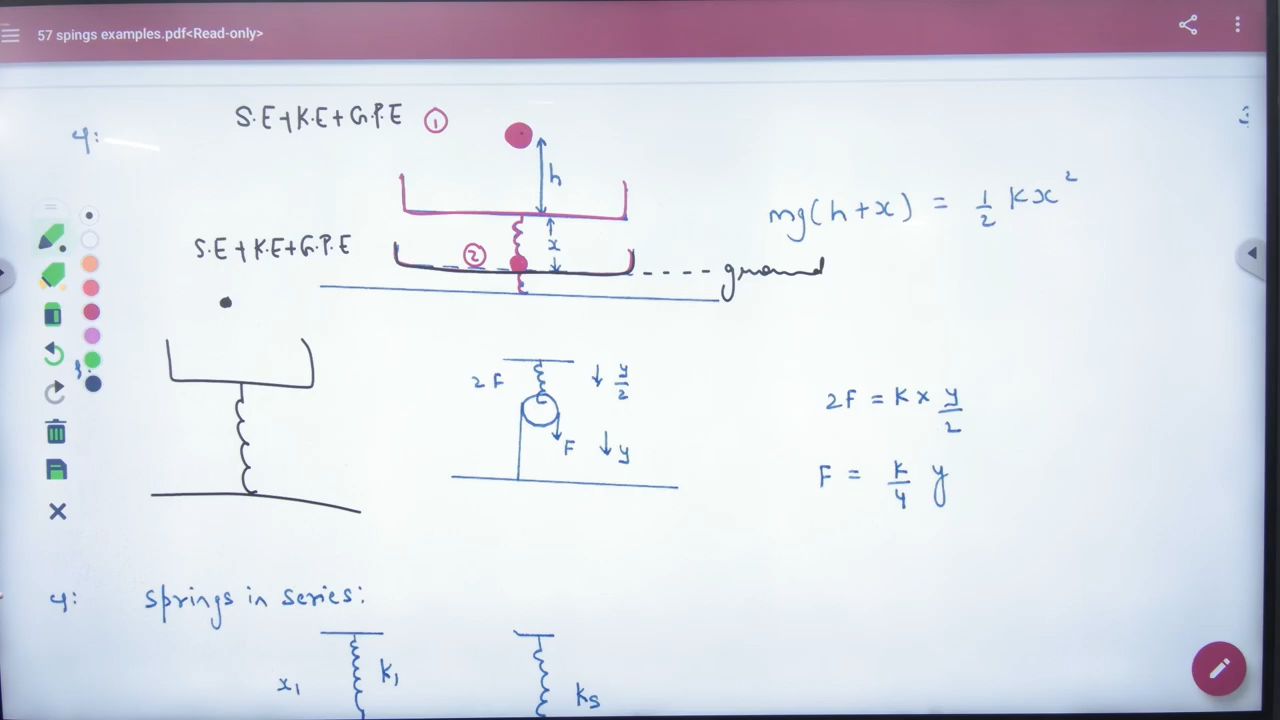 57 spings examples.pdf<Read-only>
4:
S.E+K.E+G.P.E ①
h
mg(h+x) = 1/2 kx²
S.E+K.E+G.P.E
②
x
ground
2F
↓ y/2
F ↓ y
2F = K × y/2
F = K/4 y
4: springs in series:
x₁ k₁
ks